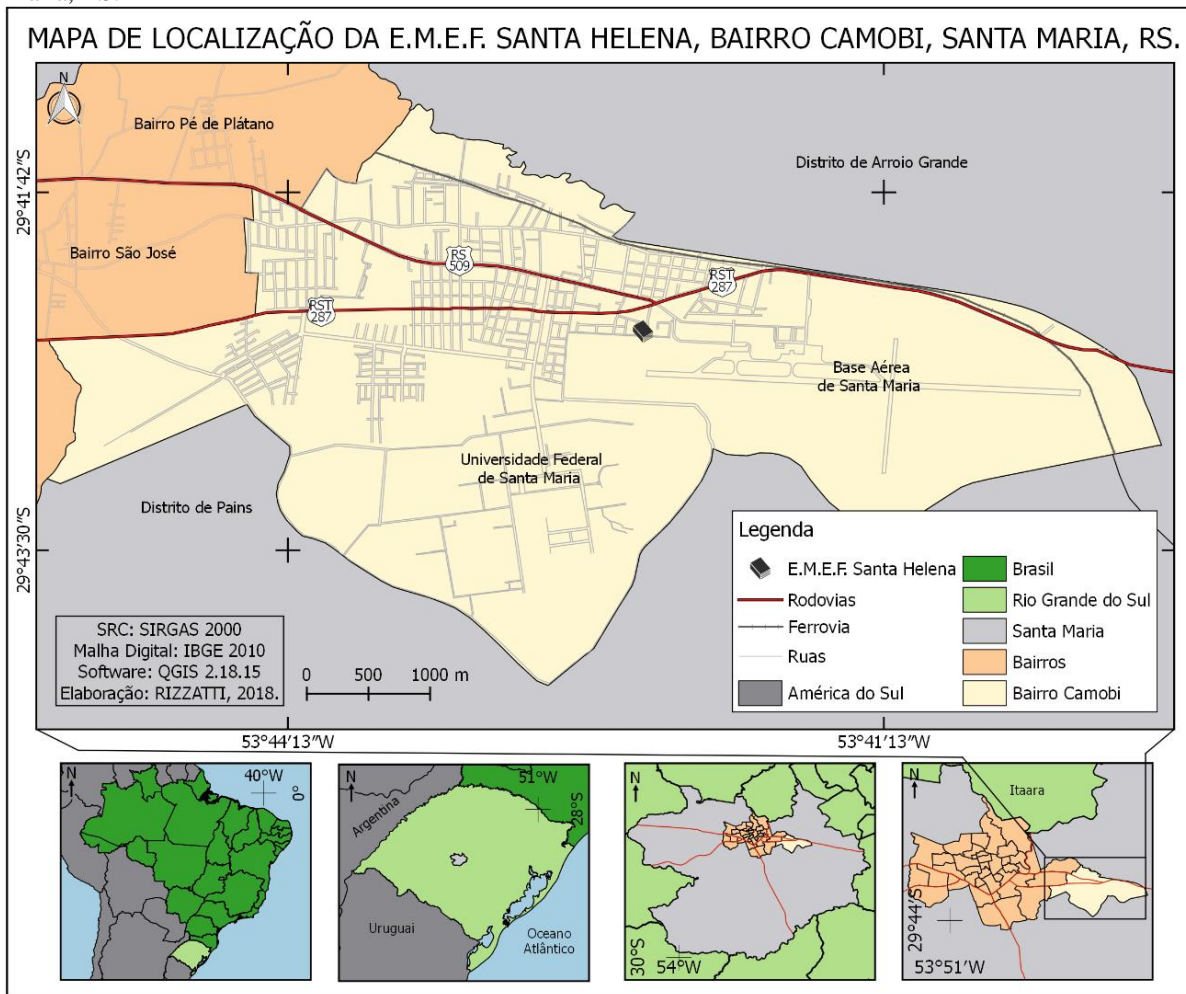 MAPA DE LOCALIZAÇÃO DA E.M.E.F. SANTA HELENA, BAIRRO CAMOBI, SANTA MARIA, RS.
N
Bairro Pé de Plátano
Distrito de Arroio Grande
29°41'42"S
Bairro São José
RS
509
RST
287
RST
287
Base Aérea
de Santa Maria
Universidade Federal
de Santa Maria
Distrito de Pains
29°43'30"S
Legenda
E.M.E.F. Santa Helena
Rodovias
Ferrovia
Ruas
América do Sul
Brasil
Rio Grande do Sul
Santa Maria
Bairros
Bairro Camobi
SRC: SIRGAS 2000
Malha Digital: IBGE 2010
Software: QGIS 2.18.15
Elaboração: RIZZATTI, 2018.
0 500 1000 m
53°44'13"W
53°41'13"W
N
40°W
0°
N
51°W
28°S
Argentina
Uruguai
Oceano
Atlântico
N
30°S
54°W
N
Itaara
29°44'S
53°51'W